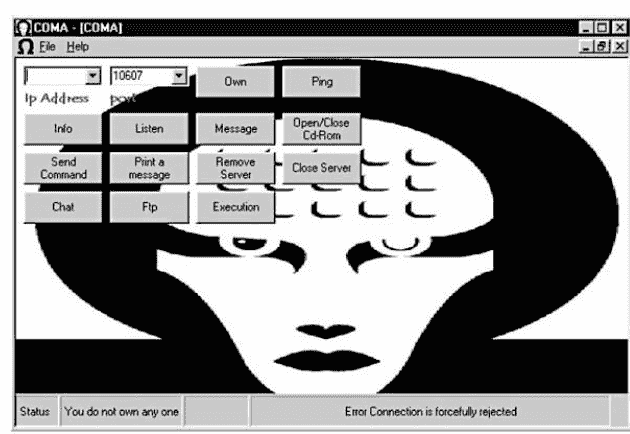 COMA - [COMA]
File Help
10607 Own Ping
Ip Address port
Info Listen Message Open/Close
Cd-Rom
Send
Command Print a
message Remove
Server Close Server
Chat Ftp Execution
Status You do not own any one Error Connection is forcefully rejected